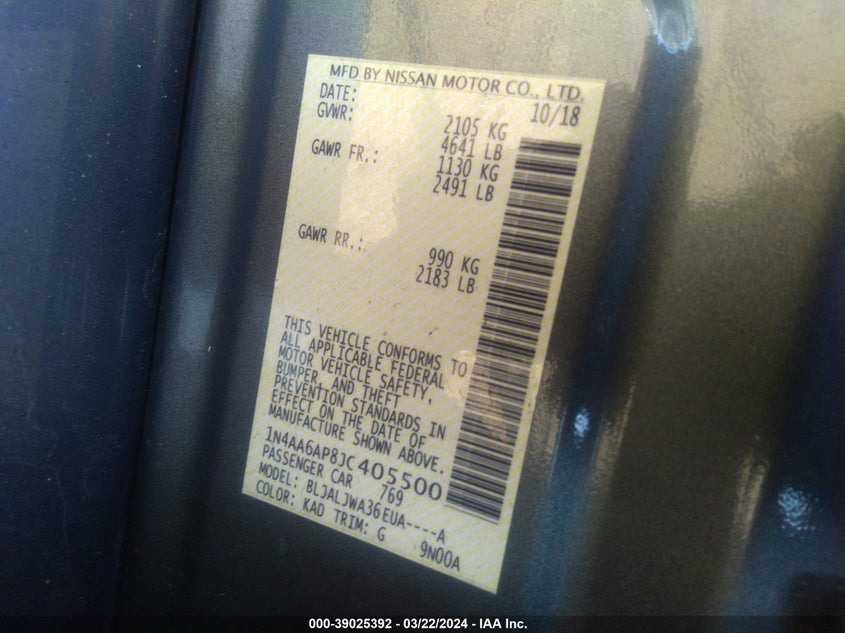 MFD BY NISSAN MOTOR CO., LTD.
DATE: 10/18
GVWR: 2105 KG
4641 LB
GAWR FR.: 1130 KG
2491 LB
GAWR RR.: 990 KG
2183 LB
THIS VEHICLE CONFORMS TO
ALL APPLICABLE FEDERAL
MOTOR VEHICLE SAFETY,
BUMPER, AND THEFT
PREVENTION STANDARDS IN
EFFECT ON THE DATE OF
MANUFACTURE SHOWN ABOVE.
1N4AA6AP8JC405500
PASSENGER CAR 769
MODEL: BLJALJWA36EUA----A
COLOR: KAD TRIM: G 9N00A
000-39025392 - 03/22/2024 - IAA Inc.